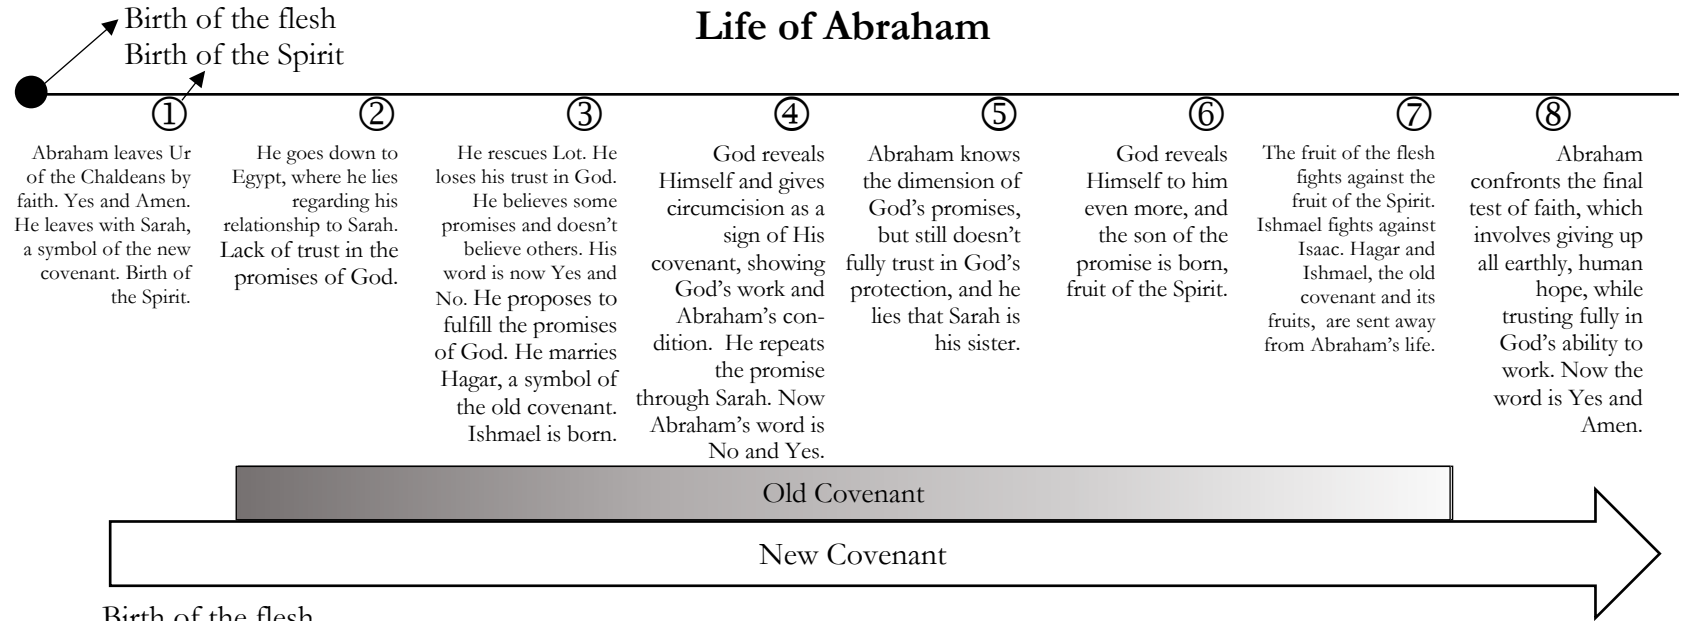 Birth of the flesh
Birth of the Spirit
Life of Abraham
①
Abraham leaves Ur
of the Chaldeans by
faith. Yes and Amen.
He leaves with Sarah,
a symbol of the new
covenant. Birth of
the Spirit.
②
He goes down to
Egypt, where he lies
regarding his
relationship to Sarah.
Lack of trust in the
promises of God.
③
He rescues Lot. He
loses his trust in God.
He believes some
promises and doesn't
believe others. His
word is now Yes and
No. He proposes to
fulfill the promises
of God. He marries
Hagar, a symbol of
the old covenant.
Ishmael is born.
④
God reveals
Himself and gives
circumcision as a
sign of His
covenant, showing
God's work and
Abraham's con-
dition. He repeats
the promise
through Sarah. Now
Abraham's word is
No and Yes.
⑤
Abraham knows
the dimension of
God's promises,
but still doesn't
fully trust in God's
protection, and he
lies that Sarah is
his sister.
⑥
God reveals
Himself to him
even more, and
the son of the
promise is born,
fruit of the Spirit.
⑦
The fruit of the flesh
fights against the
fruit of the Spirit.
Ishmael fights against
Isaac. Hagar and
Ishmael, the old
covenant and its
fruits, are sent away
from Abraham's life.
⑧
Abraham
confronts the final
test of faith, which
involves giving up
all earthly, human
hope, while
trusting fully in
God's ability to
work. Now the
word is Yes and
Amen.
Old Covenant
New Covenant
Birth of the flesh